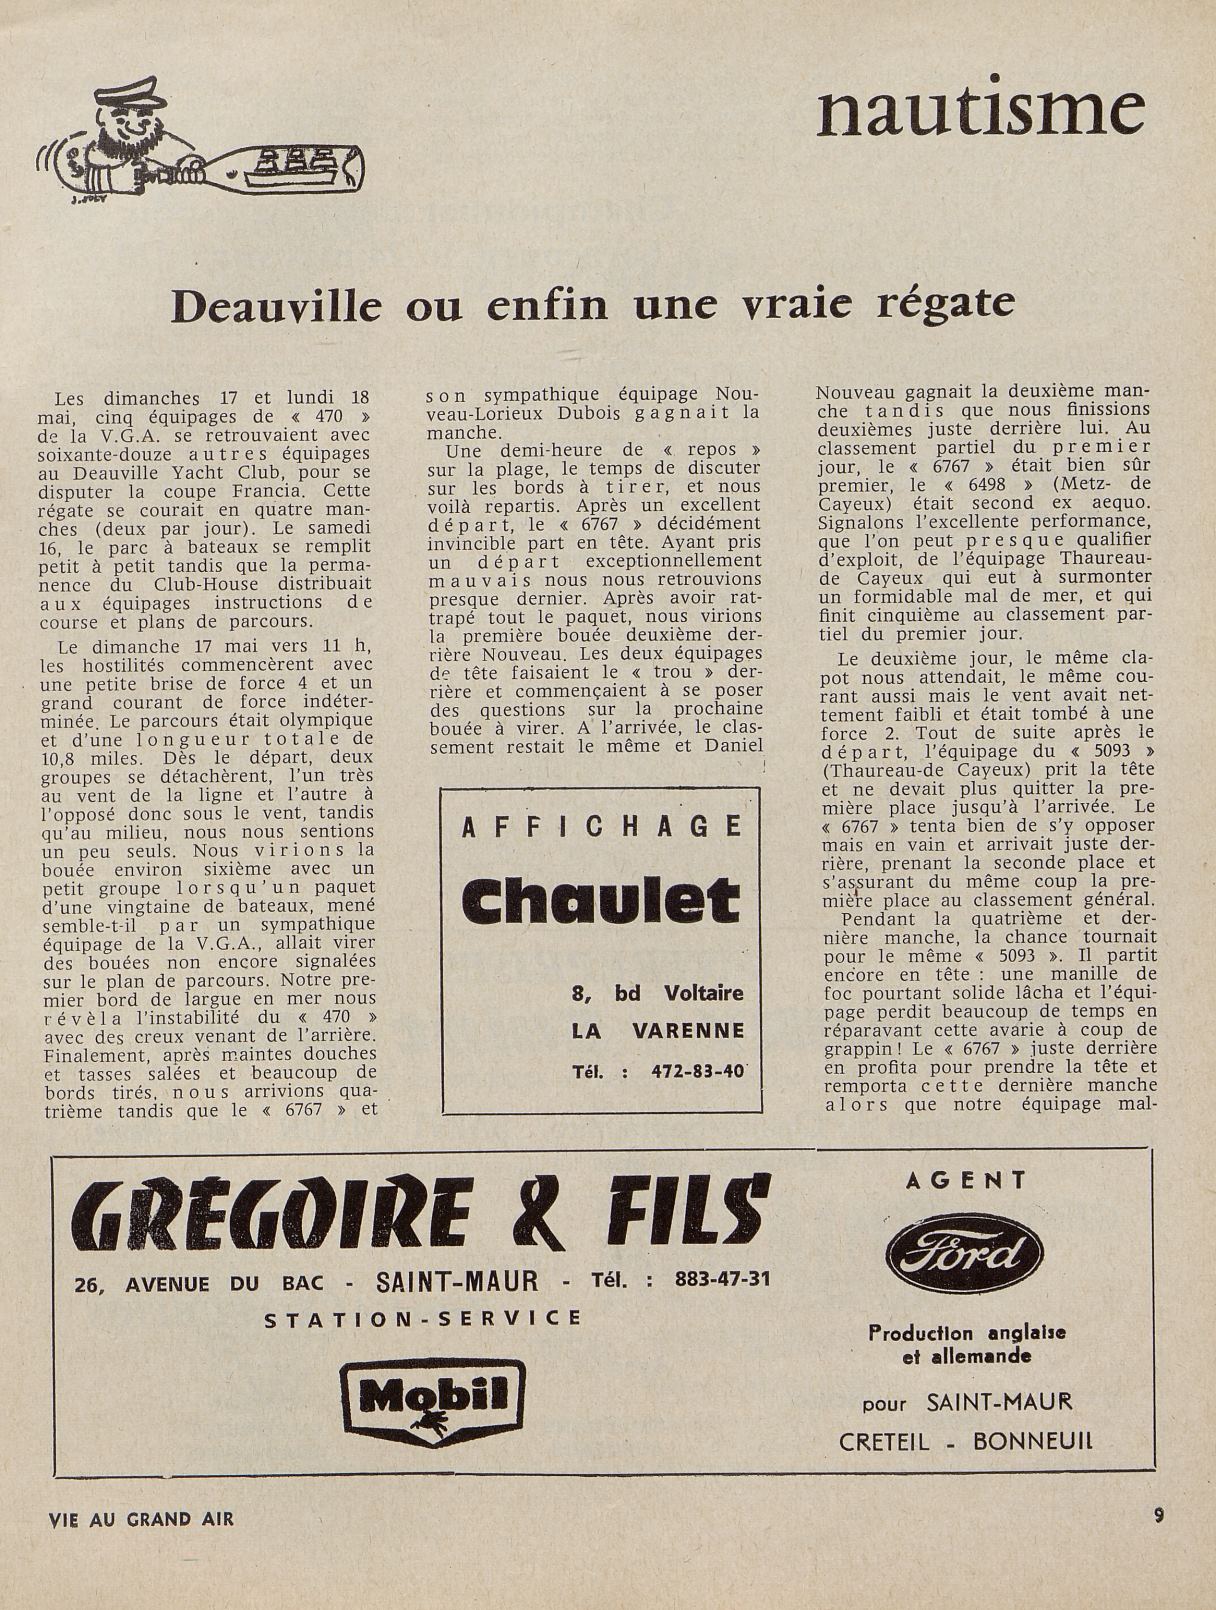 nautisme
J. JOLY
Deauville ou enfin une vraie régate
Les dimanches 17 et lundi 18
mai, cinq équipages de « 470 »
de la V.G.A. se retrouvaient avec
soixante-douze autres équipages
au Deauville Yacht Club, pour se
disputer la coupe Francia. Cette
régate se courait en quatre man-
ches (deux par jour). Le samedi
16, le parc à bateaux se remplit
petit à petit tandis que la perma-
nence du Club-House distribuait
aux équipages instructions de
course et plans de parcours.
Le dimanche 17 mai vers 11 h,
les hostilités commencèrent avec
une petite brise de force 4 et un
grand courant de force indéter-
minée. Le parcours était olympique
et d'une longueur totale de
10,8 miles. Dès le départ, deux
groupes se détachèrent, l'un très
au vent de la ligne et l'autre à
l'opposé donc sous le vent, tandis
qu'au milieu, nous nous sentions
un peu seuls. Nous virions la
bouée environ sixième avec un
petit groupe lorsqu'un paquet
d'une vingtaine de bateaux, mené
semble-t-il par un sympathique
équipage de la V.G.A., allait virer
des bouées non encore signalées
sur le plan de parcours. Notre pre-
mier bord de largue en mer nous
révèla l'instabilité du « 470 »
avec des creux venant de l'arrière.
Finalement, après maintes douches
et tasses salées et beaucoup de
bords tirés, nous arrivions qua-
trième tandis que le « 6767 » et
son sympathique équipage Nou-
veau-Lorieux Dubois gagnait la
manche.
Une demi-heure de « repos »
sur la plage, le temps de discuter
sur les bords à tirer, et nous
voilà repartis. Après un excellent
départ, le « 6767 » décidément
invincible part en tête. Ayant pris
un départ exceptionnellement
mauvais nous nous retrouvions
presque dernier. Après avoir rat-
trapé tout le paquet, nous virions
la première bouée deuxième der-
rière Nouveau. Les deux équipages
de tête faisaient le « trou » der-
rière et commençaient à se poser
des questions sur la prochaine
bouée à virer. A l'arrivée, le clas-
sement restait le même et Daniel
AFFICHAGE
Chaulet
8, bd Voltaire
LA VARENNE
Tél. : 472-83-40
Nouveau gagnait la deuxième man-
che tandis que nous finissions
deuxièmes juste derrière lui. Au
classement partiel du premier
jour, le « 6767 » était bien sûr
premier, le « 6498 » (Metz- de
Cayeux) était second ex aequo.
Signalons l'excellente performance,
que l'on peut presque qualifier
d'exploit, de l'équipage Thaureau-
de Cayeux qui eut à surmonter
un formidable mal de mer, et qui
finit cinquième au classement par-
tiel du premier jour.
Le deuxième jour, le même cla-
pot nous attendait, le même cou-
rant aussi mais le vent avait net-
tement faibli et était tombé à une
force 2. Tout de suite après le
départ, l'équipage du « 5093 »
(Thaureau-de Cayeux) prit la tête
et ne devait plus quitter la pre-
mière place jusqu'à l'arrivée. Le
« 6767 » tenta bien de s'y opposer
mais en vain et arrivait juste der-
rière, prenant la seconde place et
s'assurant du même coup la pre-
mière place au classement général.
Pendant la quatrième et der-
nière manche, la chance tournait
pour le même « 5093 ». Il partit
encore en tête : une manille de
foc pourtant solide lâcha et l'équi-
page perdit beaucoup de temps en
réparavant cette avarie à coup de
grappin ! Le « 6767 » juste derrière
en profita pour prendre la tête et
remporta cette dernière manche
alors que notre équipage mal-
GRÉGOIRE & FILS
26, AVENUE DU BAC - SAINT-MAUR - Tél. : 883-47-31
STATION-SERVICE
Mobil
AGENT
Ford
Production anglaise
et allemande
pour SAINT-MAUR
CRETEIL - BONNEUIL
VIE AU GRAND AIR
9